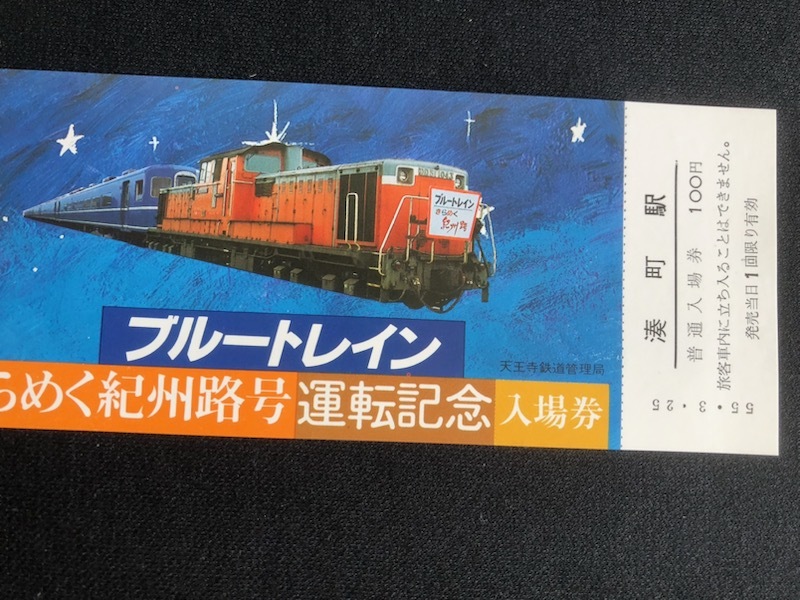 DD51 1043
ブルートレイン
きらめく
紀州路
ブルートレイン
天王寺鉄道管理局
らめく紀州路号 運転記念 入場券
湊町駅
普通入場券 100円
旅客車内に立ち入ることはできません。
発売当日1回限り有効
55・3・25